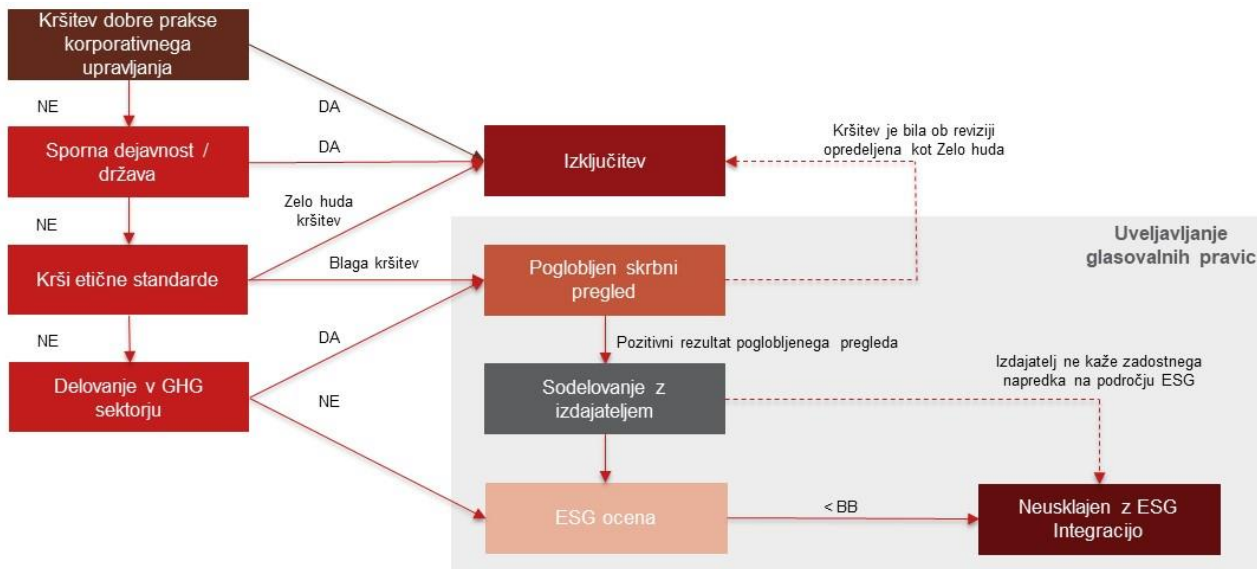 Kršitev dobre prakse
korporativnega
upravljanja
NE
DA
Sporna dejavnost /
država
DA
Izključitev
Kršitev je bila ob reviziji
opredeljena kot Zelo huda
NE
Zelo huda
kršitev
Uveljavljanje
glasovalnih pravic
Krši etične standarde
Blaga kršitev
Poglobljen skrbni
pregled
NE
DA
Pozitivni rezultat poglobljenega pregleda
Izdajatelj ne kaže zadostnega
napredka na področju ESG
Delovanje v GHG
sektorju
NE
Sodelovanje z
izdajateljem
ESG ocena
< BB
Neusklajen z ESG
Integracijo